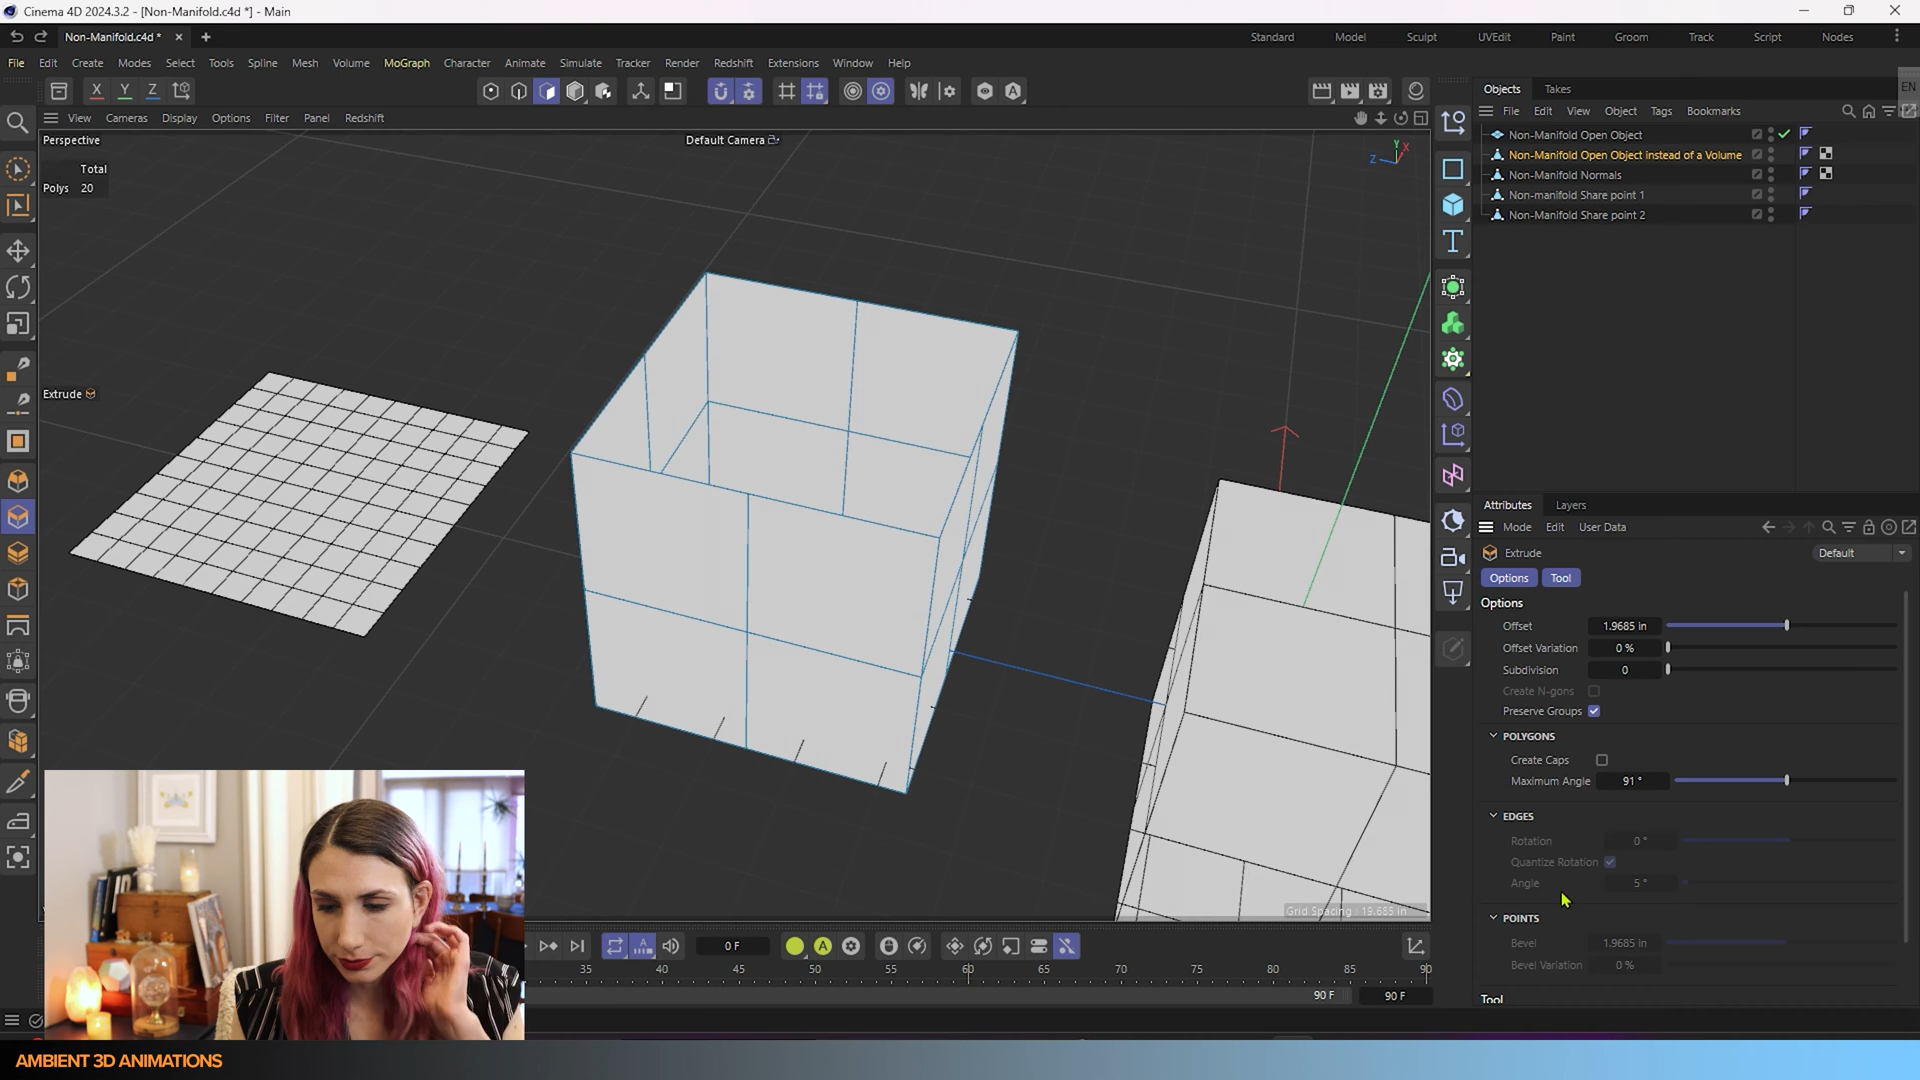 Cinema 4D 2024.3.2 - [Non-Manifold.c4d *] - Main
Non-Manifold.c4d *
Standard Model Sculpt UVEdit Paint Groom Track Script Nodes
File Edit Create Modes Select Tools Spline Mesh Volume MoGraph Character Animate Simulate Tracker Render Redshift Extensions Window Help
X Y Z
Objects Takes
EN
File Edit View Object Tags Bookmarks
View Cameras Display Options Filter Panel Redshift
Perspective
Default Camera
Y
X
Z
Total
Polys 20
Extrude
Grid Spacing : 19.685 in
Non-Manifold Open Object
Non-Manifold Open Object instead of a Volume
Non-Manifold Normals
Non-manifold Share point 1
Non-Manifold Share point 2
Attributes Layers
Mode Edit User Data
Extrude Default
Options Tool
Options
Offset 1.9685 in
Offset Variation 0 %
Subdivision 0
Create N-gons
Preserve Groups
POLYGONS
Create Caps
Maximum Angle 91 °
EDGES
Rotation 0 °
Quantize Rotation
Angle 5 °
POINTS
Bevel 1.9685 in
Bevel Variation 0 %
Tool
0 F
35 40 45 50 55 60 65 70 75 80 85 90
90 F 90 F
AMBIENT 3D ANIMATIONS